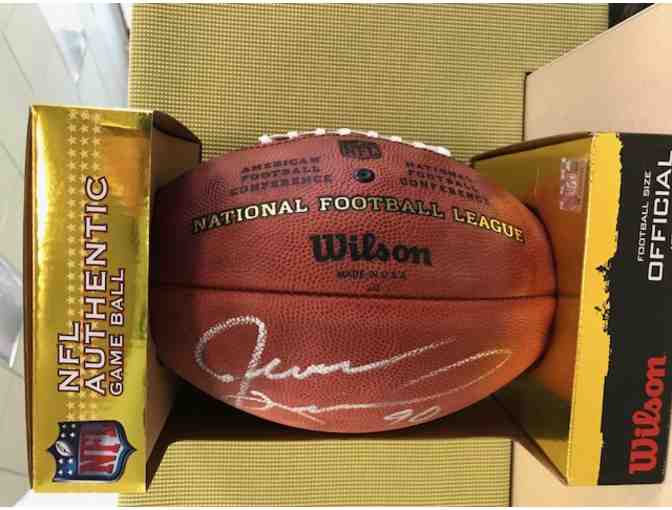 NFL
AUTHENTIC
GAME BALL
NFL
AMERICAN
FOOTBALL
CONFERENCE
NFL
NATIONAL
FOOTBALL
CONFERENCE
NATIONAL FOOTBALL LEAGUE
Wilson
MADE IN U.S.A.
90
FOOTBALL SIZE
OFFICIAL
Wilson